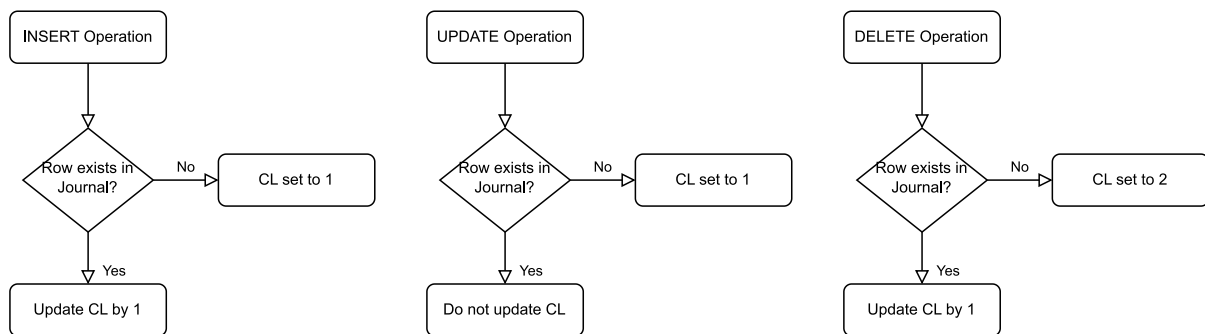 INSERT Operation
Row exists in
Journal?
No
CL set to 1
Yes
Update CL by 1
UPDATE Operation
Row exists in
Journal?
No
CL set to 1
Yes
Do not update CL
DELETE Operation
Row exists in
Journal?
No
CL set to 2
Yes
Update CL by 1